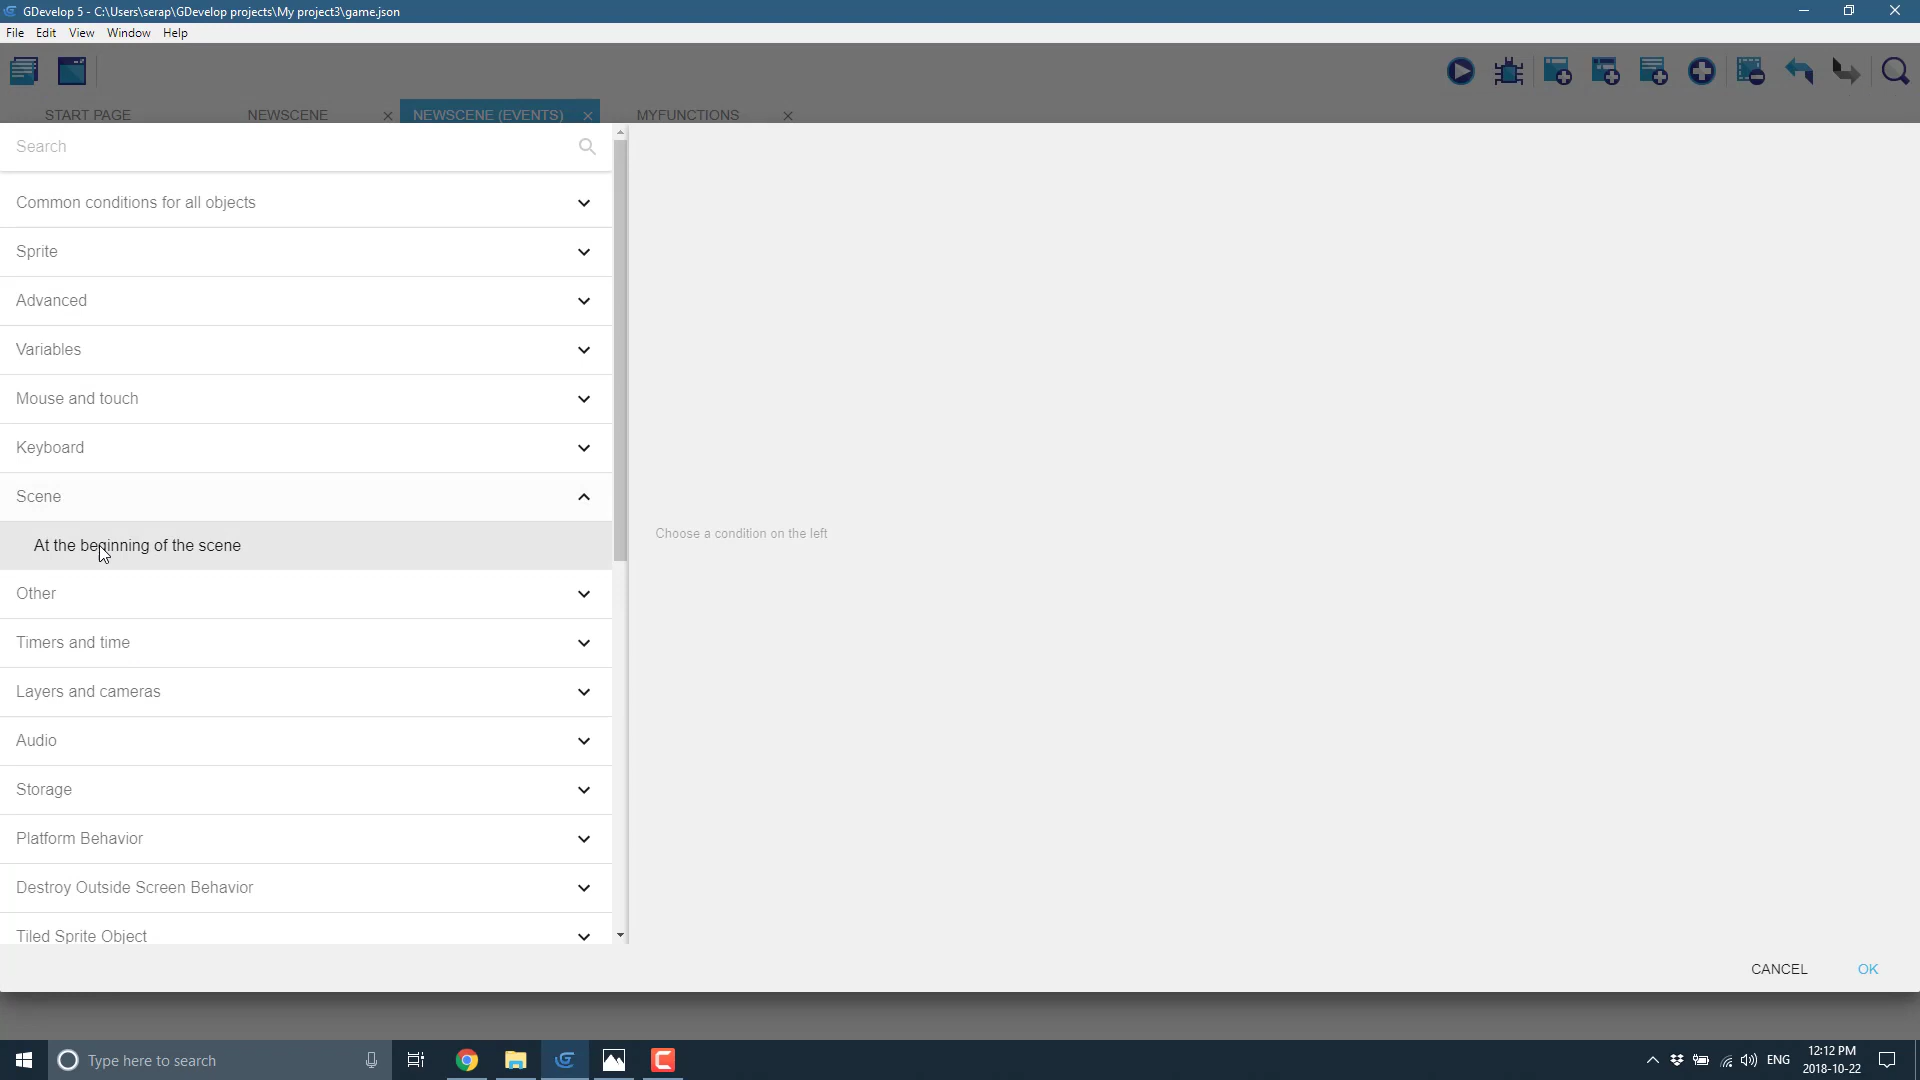 GDevelop 5 - C:\Users\serap\GDevelop projects\My project3\game.json
File Edit View Window Help
START PAGE NEWSCENE NEWSCENE (EVENTS) MYFUNCTIONS
Search
Common conditions for all objects
Sprite
Advanced
Variables
Mouse and touch
Keyboard
Scene
At the beginning of the scene
Choose a condition on the left
Other
Timers and time
Layers and cameras
Audio
Storage
Platform Behavior
Destroy Outside Screen Behavior
Tiled Sprite Object
CANCEL OK
Type here to search
ENG
12:12 PM
2018-10-22